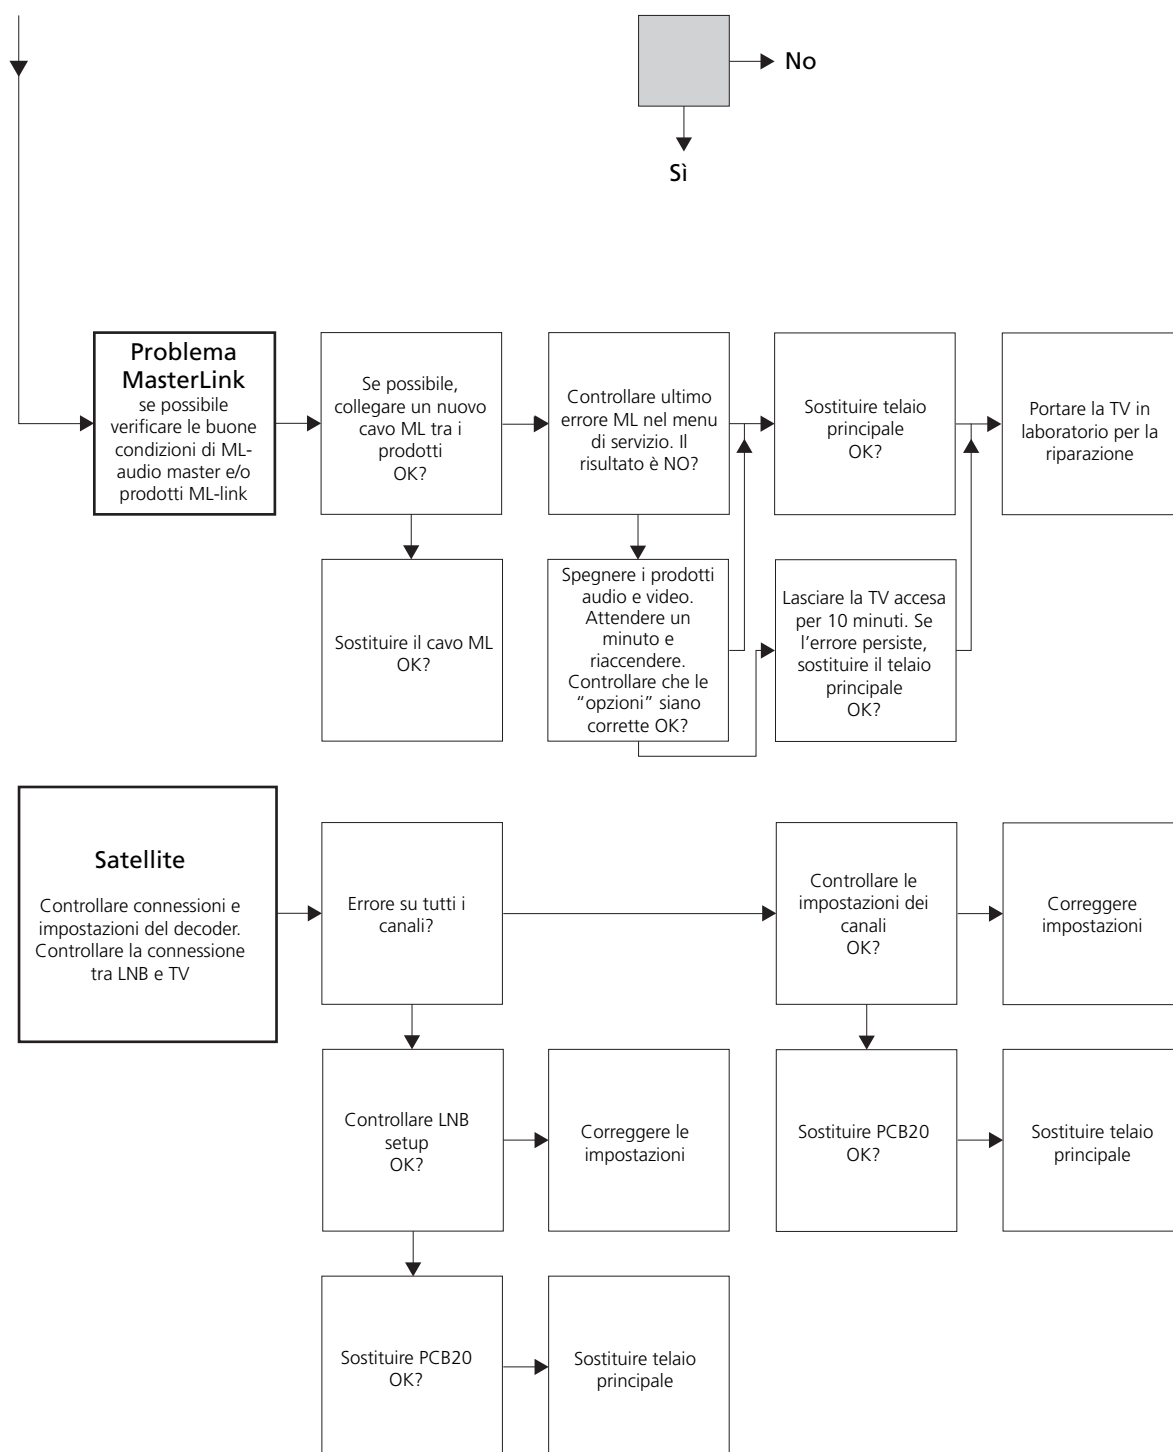 No
Sì
Problema
MasterLink
se possibile
verificare le buone
condizioni di ML-
audio master e/o
prodotti ML-link
Se possibile,
collegare un nuovo
cavo ML tra i
prodotti
OK?
Controllare ultimo
errore ML nel menu
di servizio. Il
risultato è NO?
Sostituire telaio
principale
OK?
Portare la TV in
laboratorio per la
riparazione
Sostituire il cavo ML
OK?
Spegnere i prodotti
audio e video.
Attendere un
minuto e
riaccendere.
Controllare che le
“opzioni” siano
corrette OK?
Lasciare la TV accesa
per 10 minuti. Se
l’errore persiste,
sostituire il telaio
principale
OK?
Satellite
Controllare connessioni e
impostazioni del decoder.
Controllare la connessione
tra LNB e TV
Errore su tutti i
canali?
Controllare le
impostazioni dei
canali
OK?
Correggere
impostazioni
Controllare LNB
setup
OK?
Correggere le
impostazioni
Sostituire PCB20
OK?
Sostituire telaio
principale
Sostituire PCB20
OK?
Sostituire telaio
principale